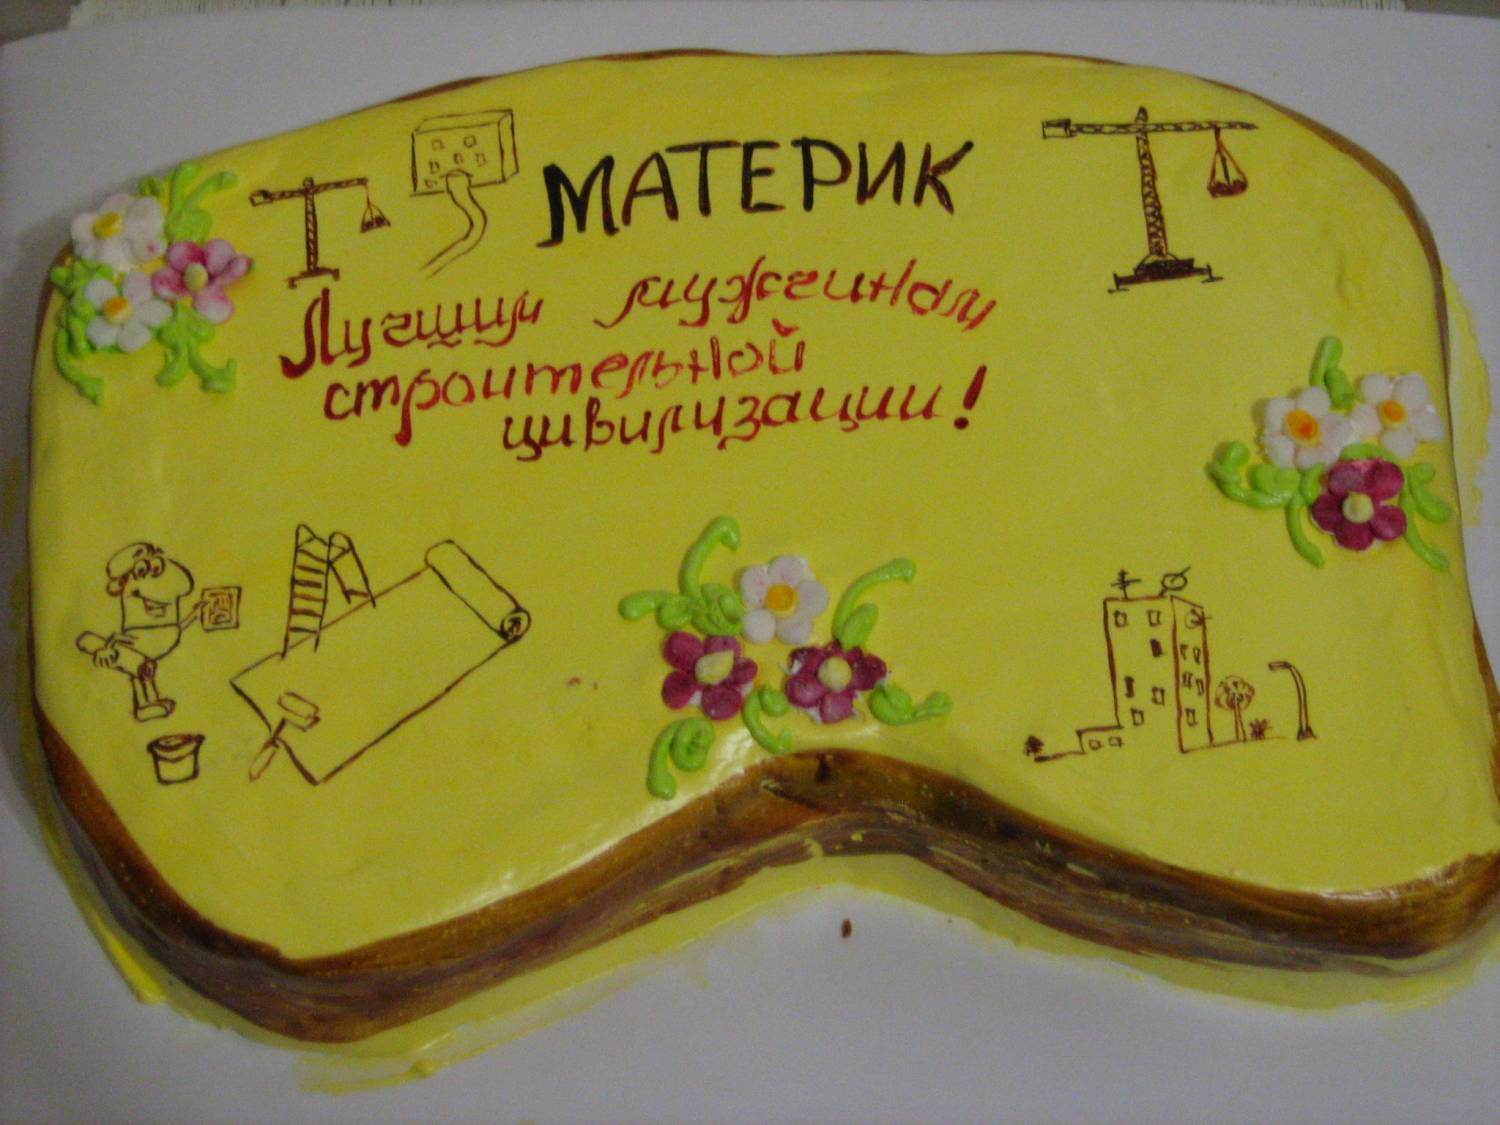 МАТЕРИК
Лучшим мужчинам
строительной
цивилизации!